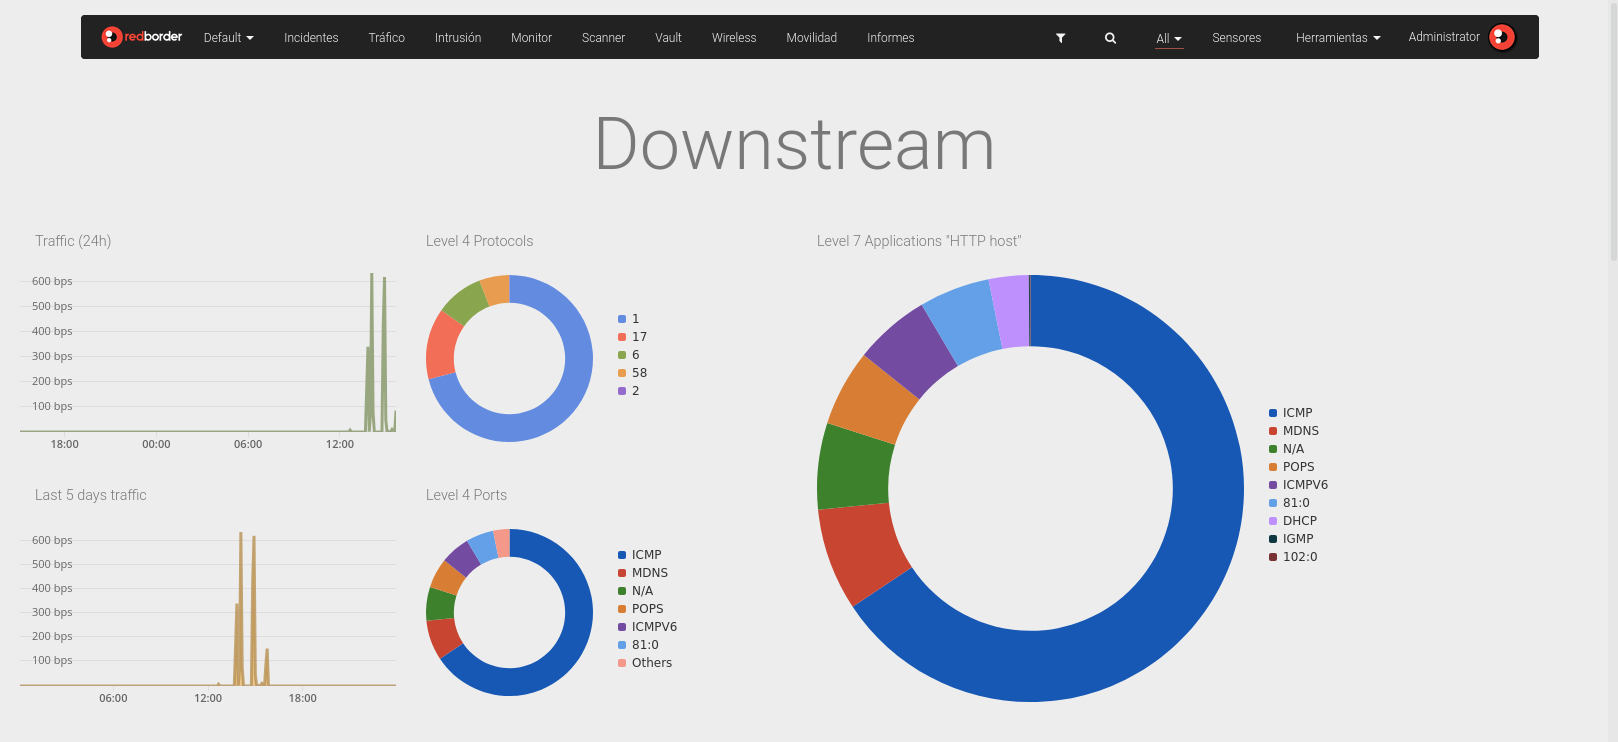 redborder Default Incidentes Tráfico Intrusión Monitor Scanner Vault Wireless Movilidad Informes All Sensores Herramientas Administrator
Downstream
Traffic (24h)
600 bps
500 bps
400 bps
300 bps
200 bps
100 bps
18:00 00:00 06:00 12:00
Level 4 Protocols
1
17
6
58
2
Level 7 Applications "HTTP host"
ICMP
MDNS
N/A
POPS
ICMPV6
81:0
DHCP
IGMP
102:0
Last 5 days traffic
600 bps
500 bps
400 bps
300 bps
200 bps
100 bps
06:00 12:00 18:00
Level 4 Ports
ICMP
MDNS
N/A
POPS
ICMPV6
81:0
Others